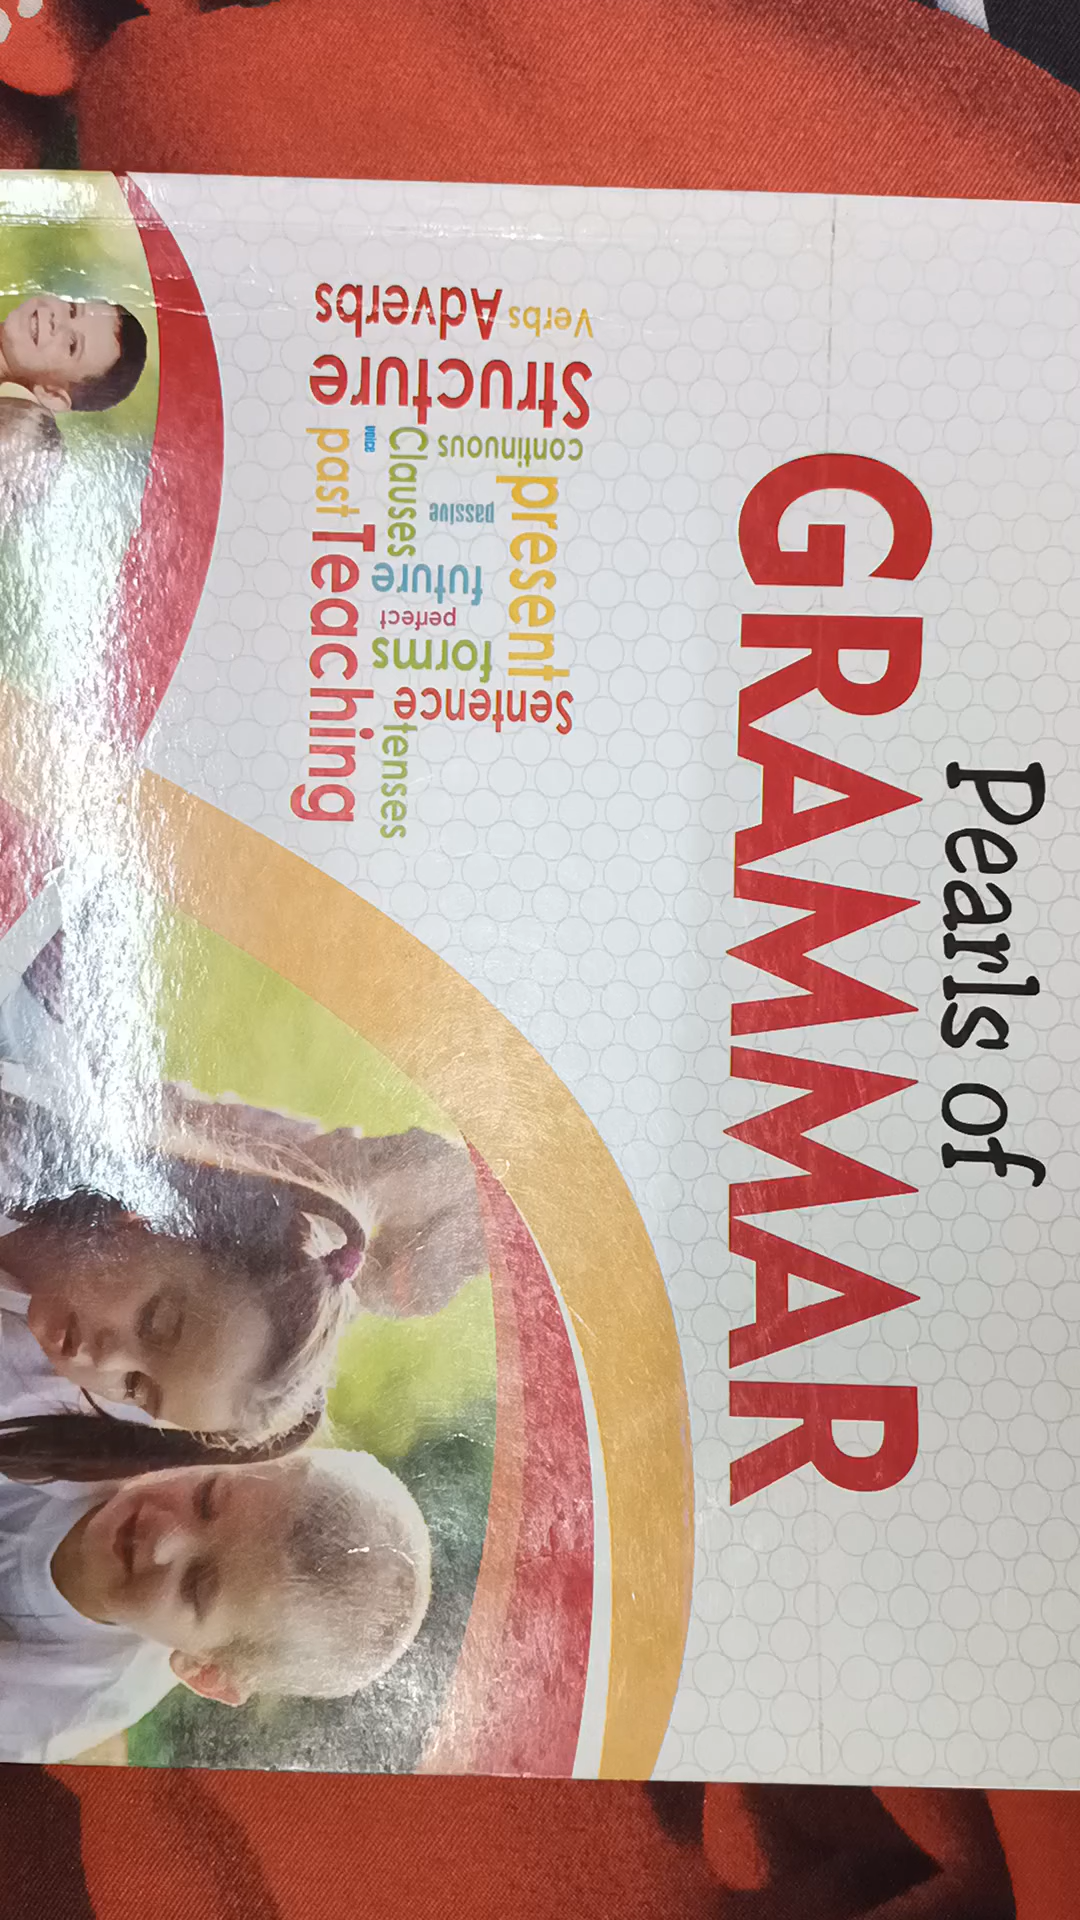 Pearls of
GRAMMAR
Verbs
Adverbs
Structure
continuous
present
passive
Clauses
voice
past
future
perfect
forms
Sentence
tenses
Teaching